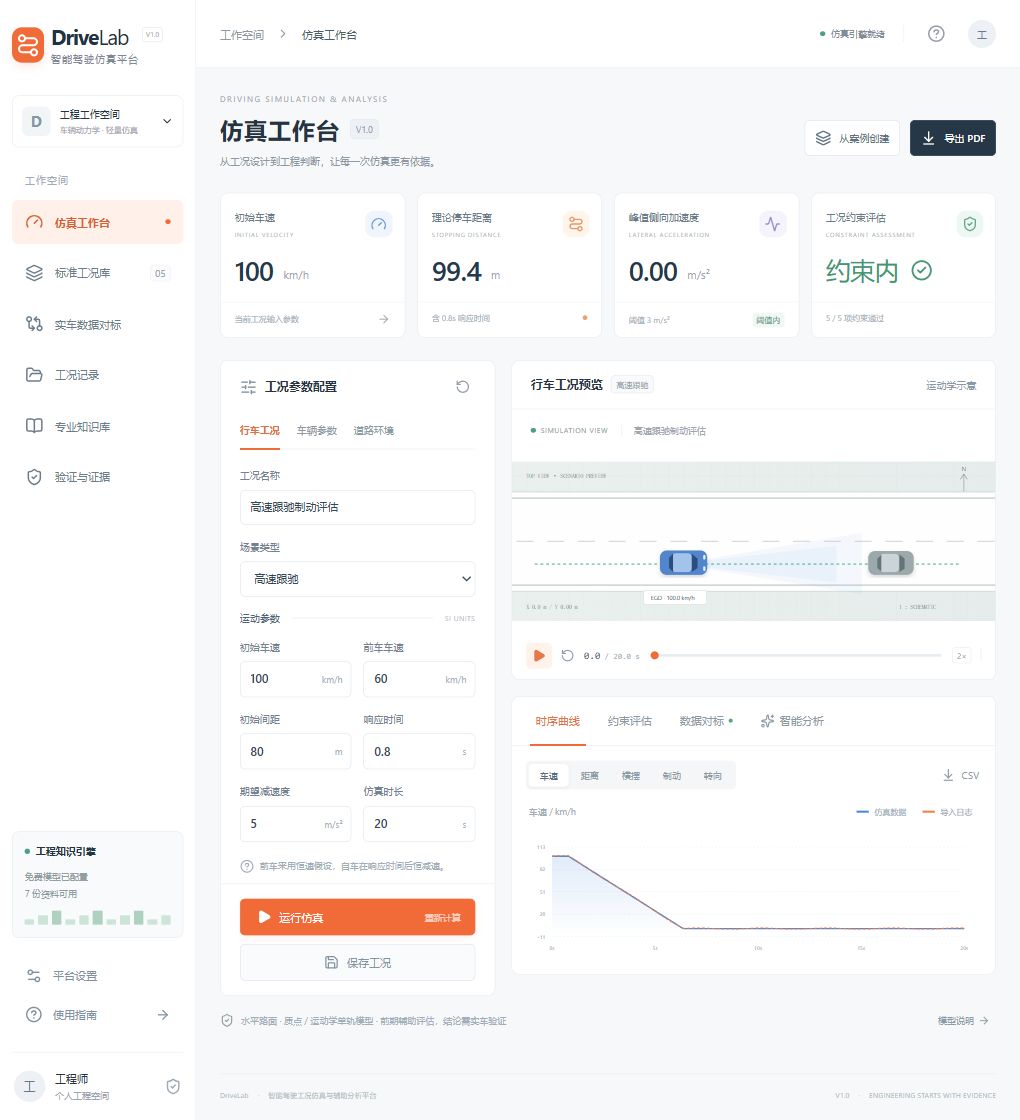 DriveLab V1.0
智能驾驶仿真平台
D
工程工作空间
车辆动力学 · 轻量仿真
工作空间
仿真工作台
标准工况库 05
实车数据对标
工况记录
专业知识库
验证与证据
工程知识引擎
免费模型已配置
7 份资料可用
平台设置
使用指南
工 工程师
个人工程空间
工作空间 仿真工作台
仿真引擎就绪
工
DRIVING SIMULATION & ANALYSIS
仿真工作台 V1.0
从工况设计到工程判断，让每一次仿真更有依据。
从案例创建
导出 PDF
初始车速
INITIAL VELOCITY
100 km/h
当前工况输入参数
理论停车距离
STOPPING DISTANCE
99.4 m
含 0.8s 响应时间
峰值侧向加速度
LATERAL ACCELERATION
0.00 m/s²
阈值 3 m/s² 阈值内
工况约束评估
CONSTRAINT ASSESSMENT
约束内
5 / 5 项约束通过
工况参数配置
行车工况 车辆参数 道路环境
工况名称
高速跟驰制动评估
场景类型
高速跟驰
运动参数 SI UNITS
初始车速 前车车速
100 km/h 60 km/h
初始间距 响应时间
80 m 0.8 s
期望减速度 仿真时长
5 m/s² 20 s
前车采用恒速假设，自车在响应时间后恒减速。
运行仿真 重新计算
保存工况
行车工况预览 高速跟驰 运动学示意
SIMULATION VIEW 高速跟驰制动评估
TOP VIEW • SCENARIO PREVIEW
N
EGO · 100.0 km/h
X 0.0 m / Y 0.00 m
1 : SCHEMATIC
0.0 / 20.0 s
2×
时序曲线 约束评估 数据对标 智能分析
车速 距离 横摆 制动 转向
CSV
车速 / km/h
仿真数据 导入日志
113
82
51
20
-11
0s 5s 10s 15s 20s
水平路面 · 质点 / 运动学单轨模型 · 前期辅助评估，结论需实车验证
模型说明
DriveLab · 智能驾驶工况仿真与辅助分析平台
V1.0 · ENGINEERING STARTS WITH EVIDENCE